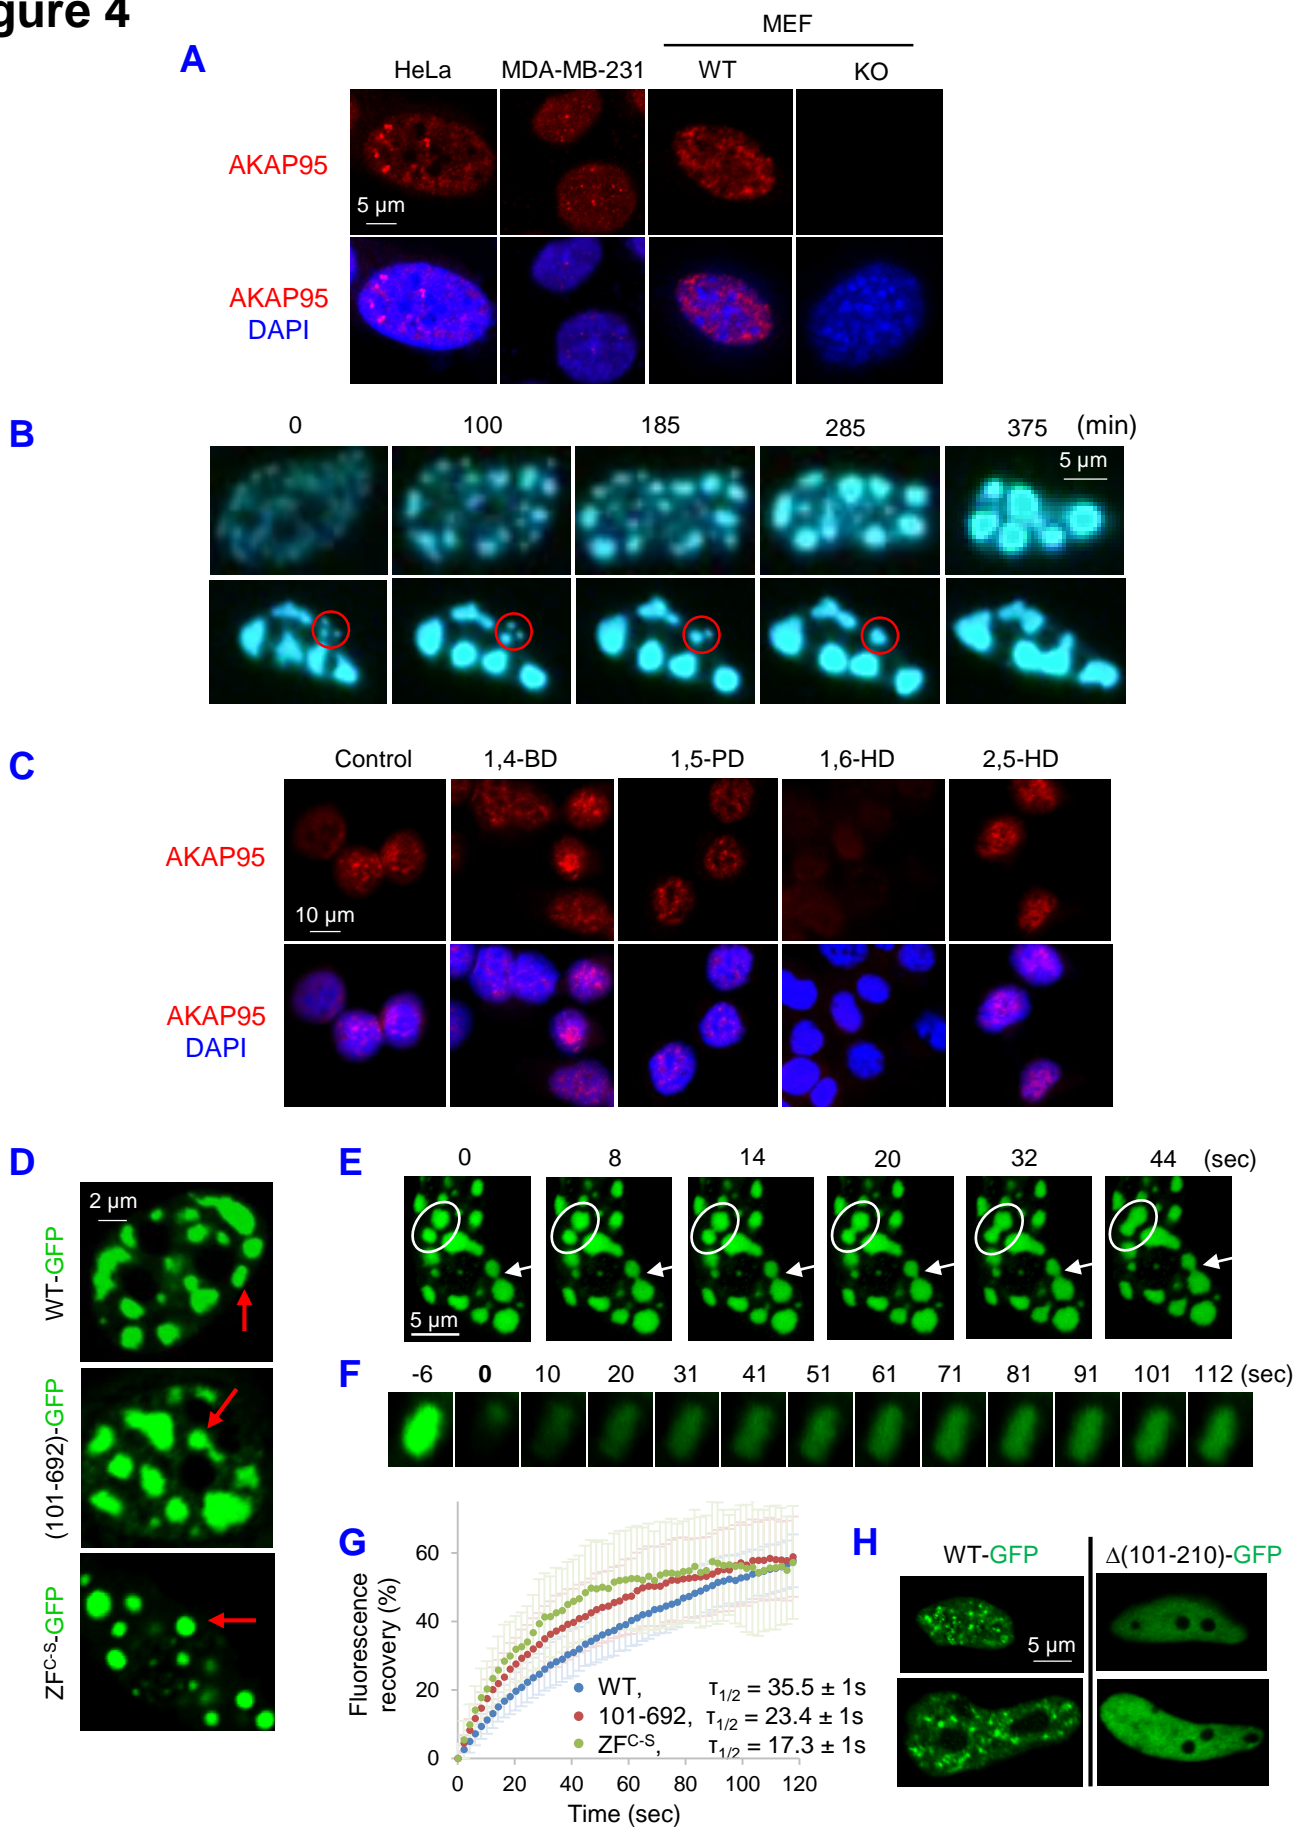 gure 4
A
MEF
HeLa MDA-MB-231 WT KO
AKAP95
5 μm
AKAP95
DAPI
B
0 100 185 285 375 (min)
5 μm
C
Control 1,4-BD 1,5-PD 1,6-HD 2,5-HD
AKAP95
10 μm
AKAP95
DAPI
D
2 μm
WT-GFP
(101-692)-GFP
ZF^C-S-GFP
E
0 8 14 20 32 44 (sec)
5 μm
F
-6 0 10 20 31 41 51 61 71 81 91 101 112 (sec)
G
Fluorescence
recovery (%)
60
40
20
0
WT, τ1/2 = 35.5 ± 1s
101-692, τ1/2 = 23.4 ± 1s
ZF^C-S, τ1/2 = 17.3 ± 1s
0 20 40 60 80 100 120
Time (sec)
H
WT-GFP Δ(101-210)-GFP
5 μm